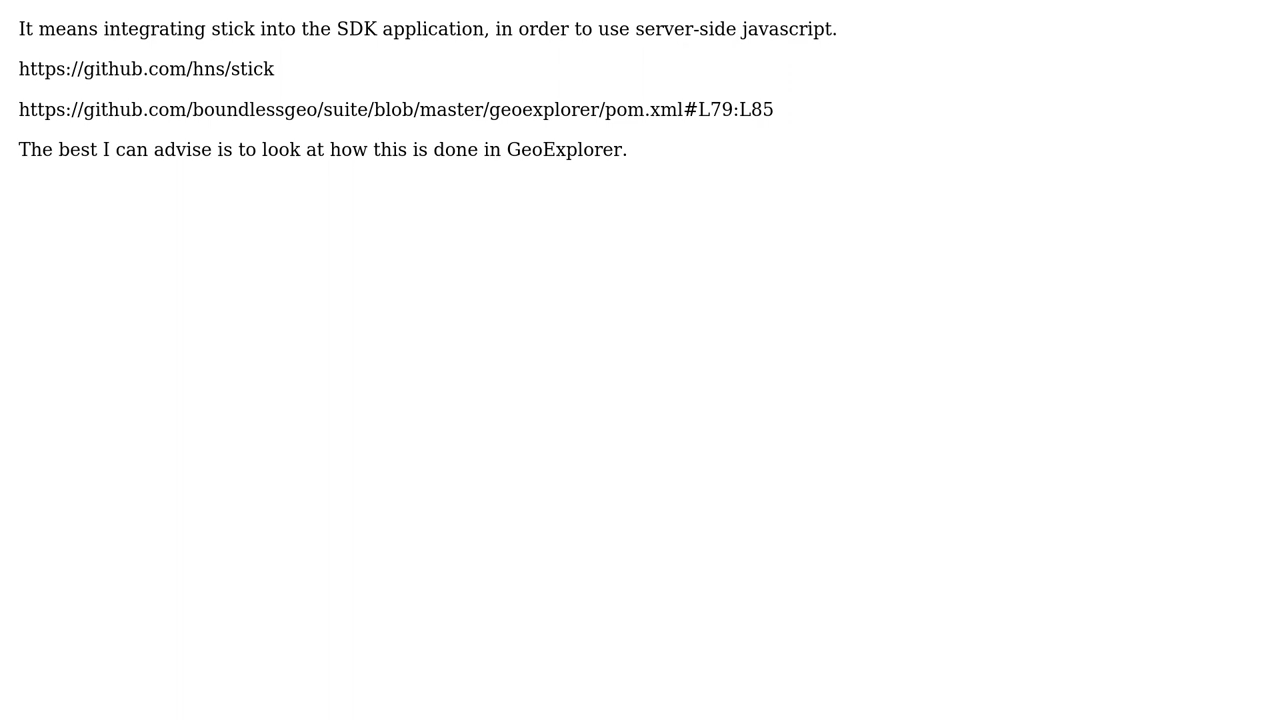 It means integrating stick into the SDK application, in order to use server-side javascript.
https://github.com/hns/stick
https://github.com/boundlessgeo/suite/blob/master/geoexplorer/pom.xml#L79:L85
The best I can advise is to look at how this is done in GeoExplorer.